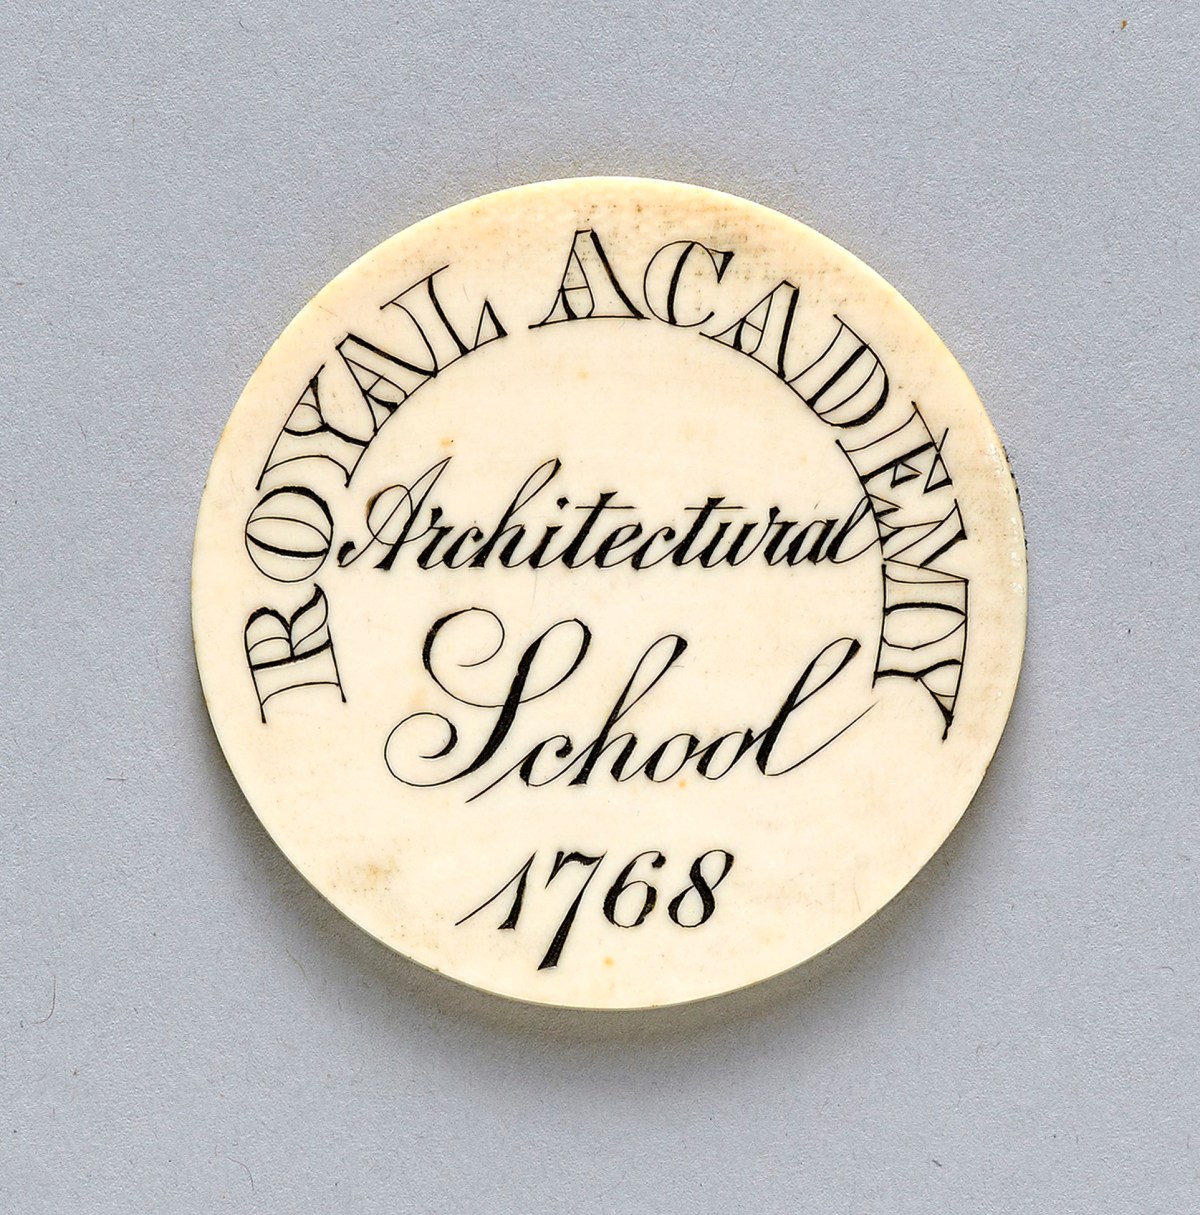 ROYAL ACADEMY
Architectural
School
1768